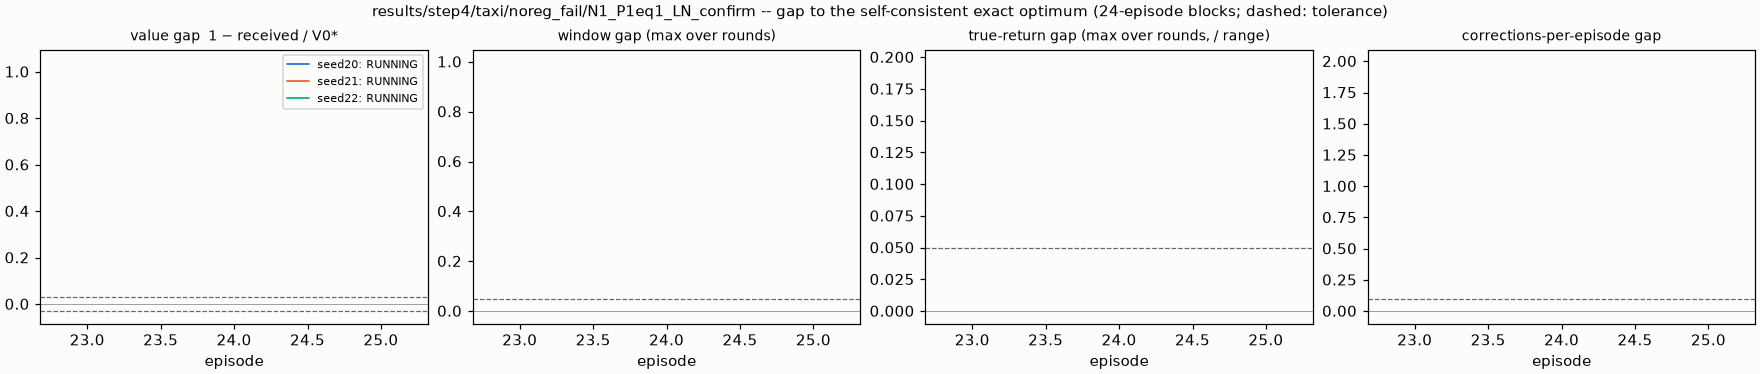 results/step4/taxi/noreg_fail/N1_P1eq1_LN_confirm -- gap to the self-consistent exact optimum (24-episode blocks; dashed: tolerance)
value gap 1 − received / V0*
1.0
0.8
0.6
0.4
0.2
0.0
seed20: RUNNING
seed21: RUNNING
seed22: RUNNING
23.0 23.5 24.0 24.5 25.0
episode
window gap (max over rounds)
1.0
0.8
0.6
0.4
0.2
0.0
23.0 23.5 24.0 24.5 25.0
episode
true-return gap (max over rounds, / range)
0.200
0.175
0.150
0.125
0.100
0.075
0.050
0.025
0.000
23.0 23.5 24.0 24.5 25.0
episode
corrections-per-episode gap
2.00
1.75
1.50
1.25
1.00
0.75
0.50
0.25
0.00
23.0 23.5 24.0 24.5 25.0
episode